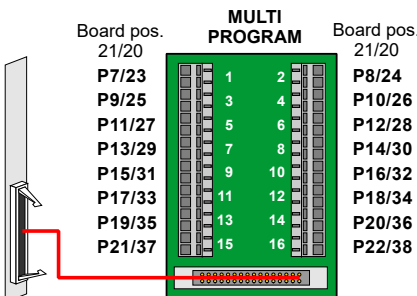 MULTI
PROGRAM
Board pos.
21/20
Board pos.
21/20
P7/23 1 2 P8/24
P9/25 3 4 P10/26
P11/27 5 6 P12/28
P13/29 7 8 P14/30
P15/31 9 10 P16/32
P17/33 11 12 P18/34
P19/35 13 14 P20/36
P21/37 15 16 P22/38